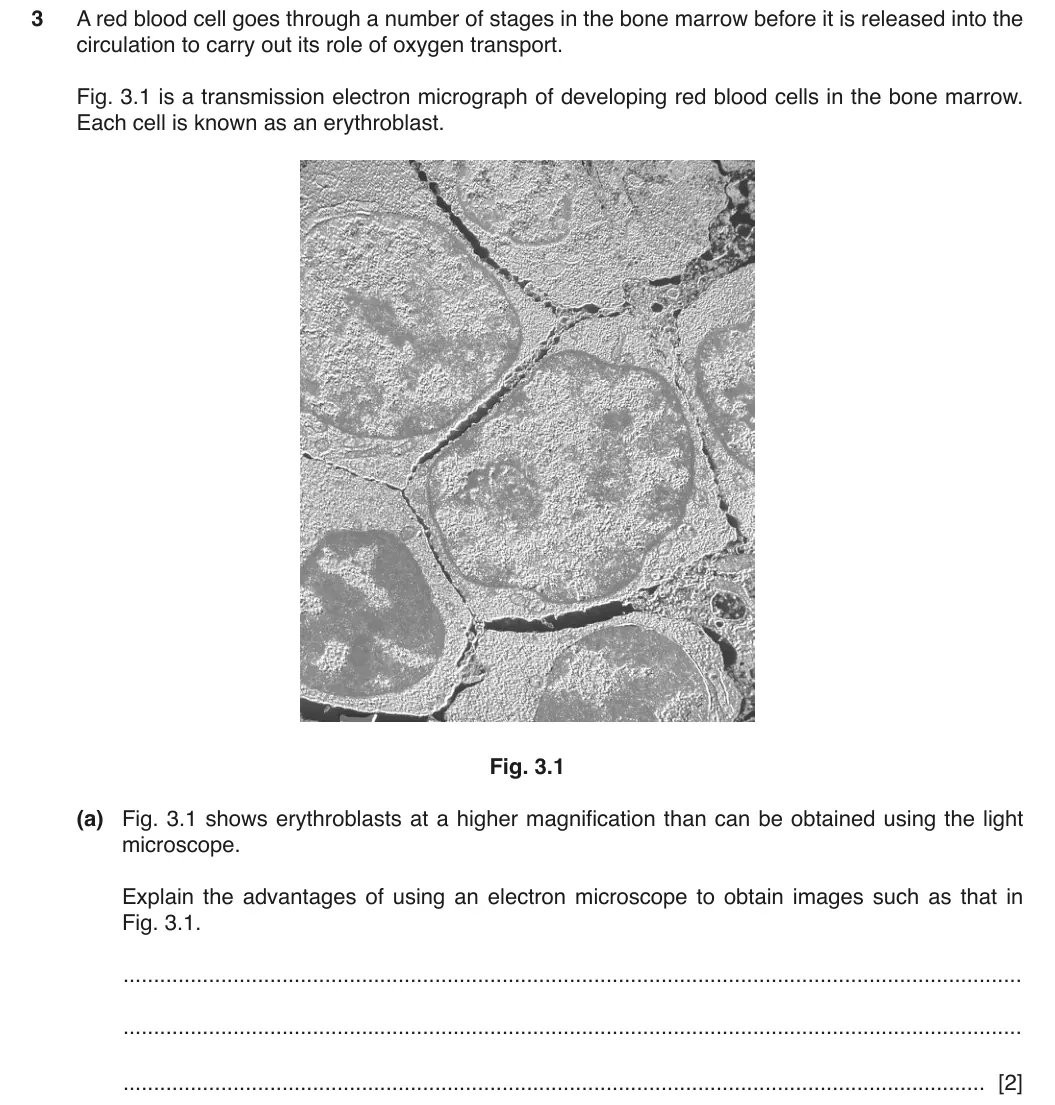 3 A red blood cell goes through a number of stages in the bone marrow before it is released into the
circulation to carry out its role of oxygen transport.
Fig. 3.1 is a transmission electron micrograph of developing red blood cells in the bone marrow.
Each cell is known as an erythroblast.
Fig. 3.1
(a) Fig. 3.1 shows erythroblasts at a higher magnification than can be obtained using the light
microscope.
Explain the advantages of using an electron microscope to obtain images such as that in
Fig. 3.1.
[2]